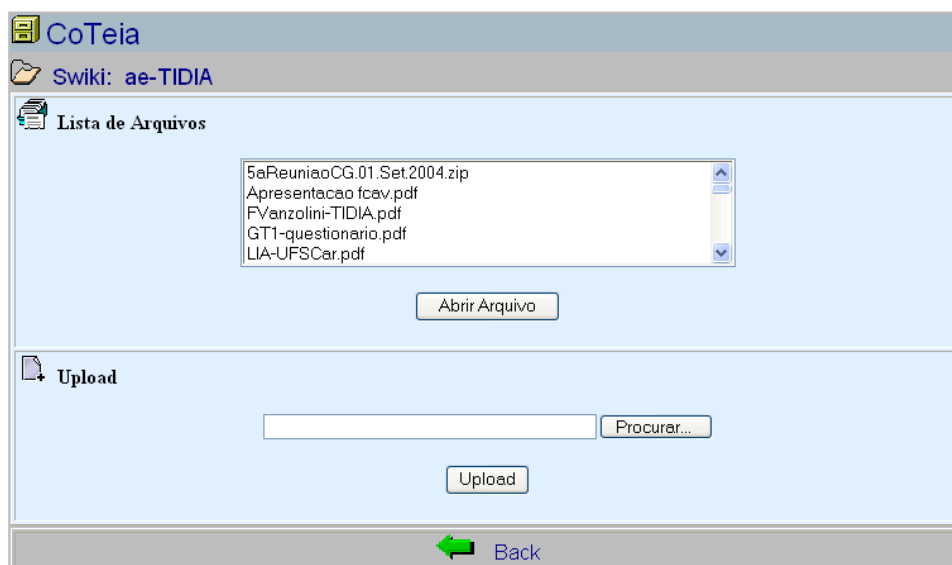 CoTeia
Swiki: ae-TIDIA
Lista de Arquivos
5aReuniaoCG.01.Set.2004.zip
Apresentacao fcav.pdf
FVanzolini-TIDIA.pdf
GT1-questionario.pdf
LIA-UFSCar.pdf
Abrir Arquivo
Upload
Procurar...
Upload
Back